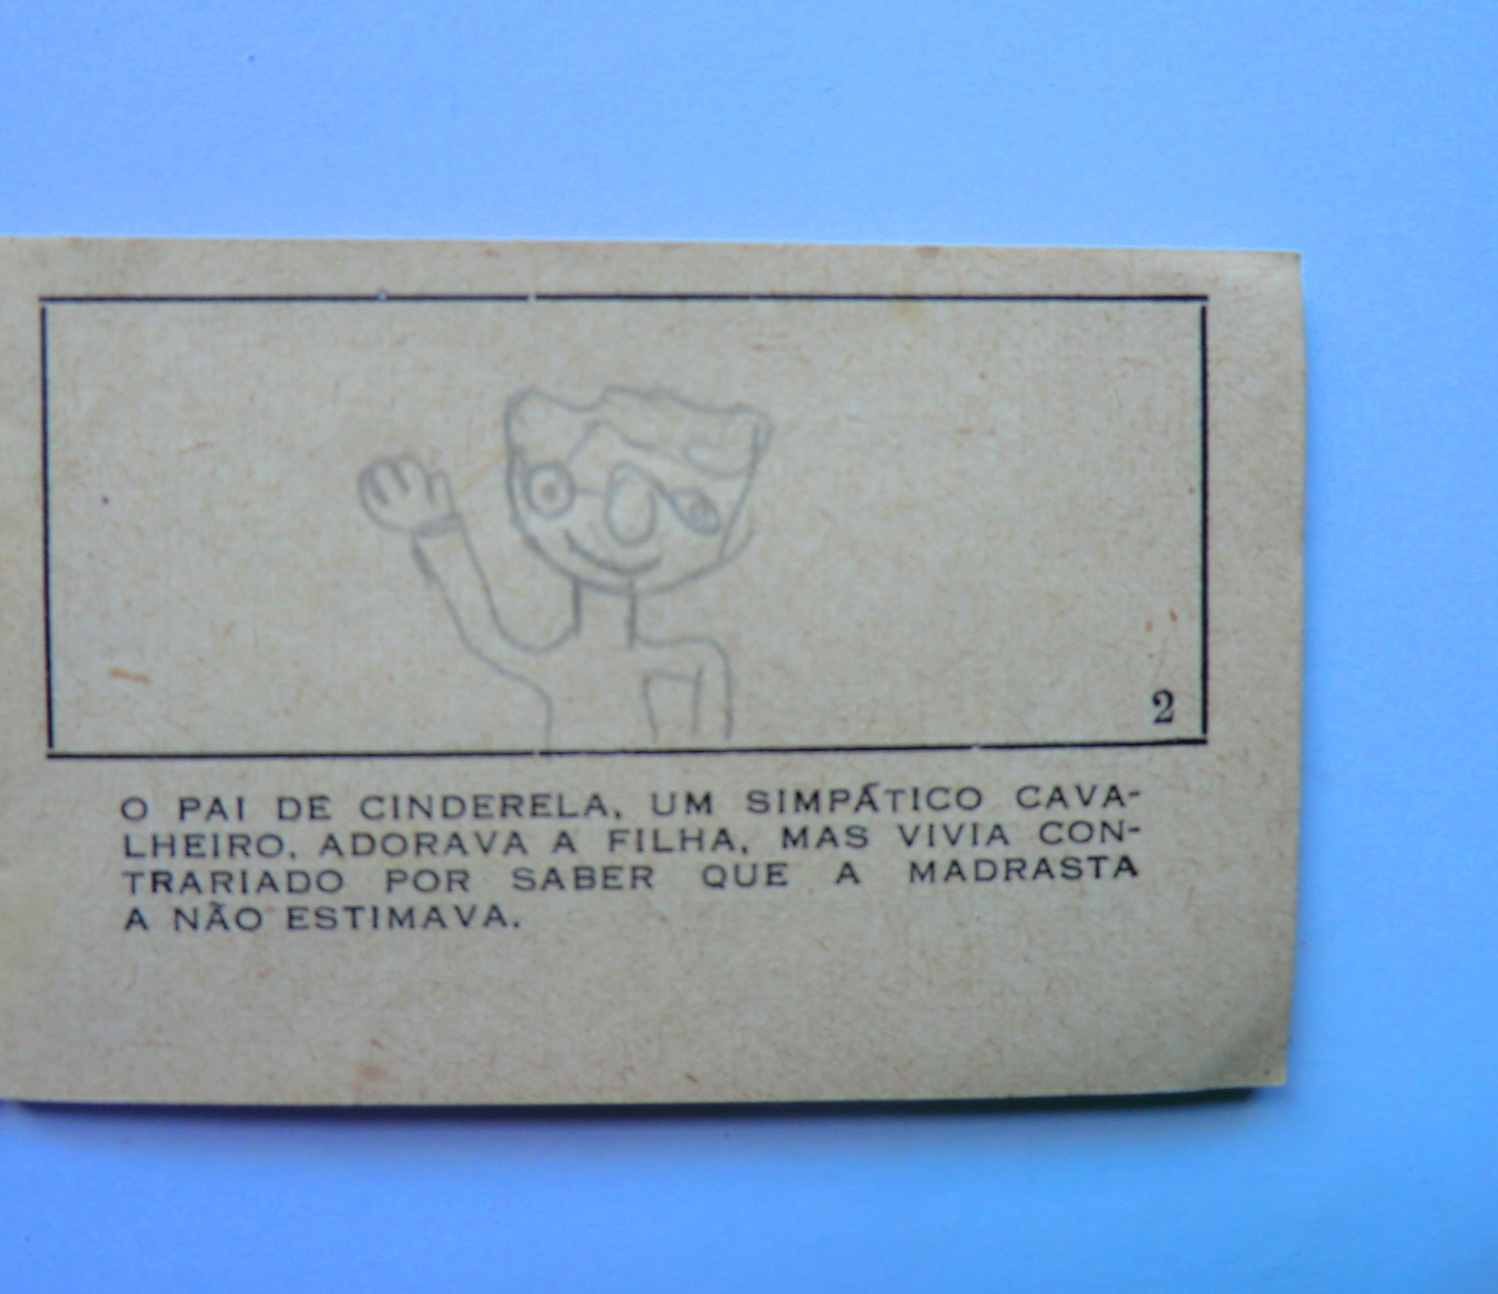 2
O PAI DE CINDERELA, UM SIMPÁTICO CAVA-
LHEIRO, ADORAVA A FILHA, MAS VIVIA CON-
TRARIADO POR SABER QUE A MADRASTA
A NÃO ESTIMAVA.